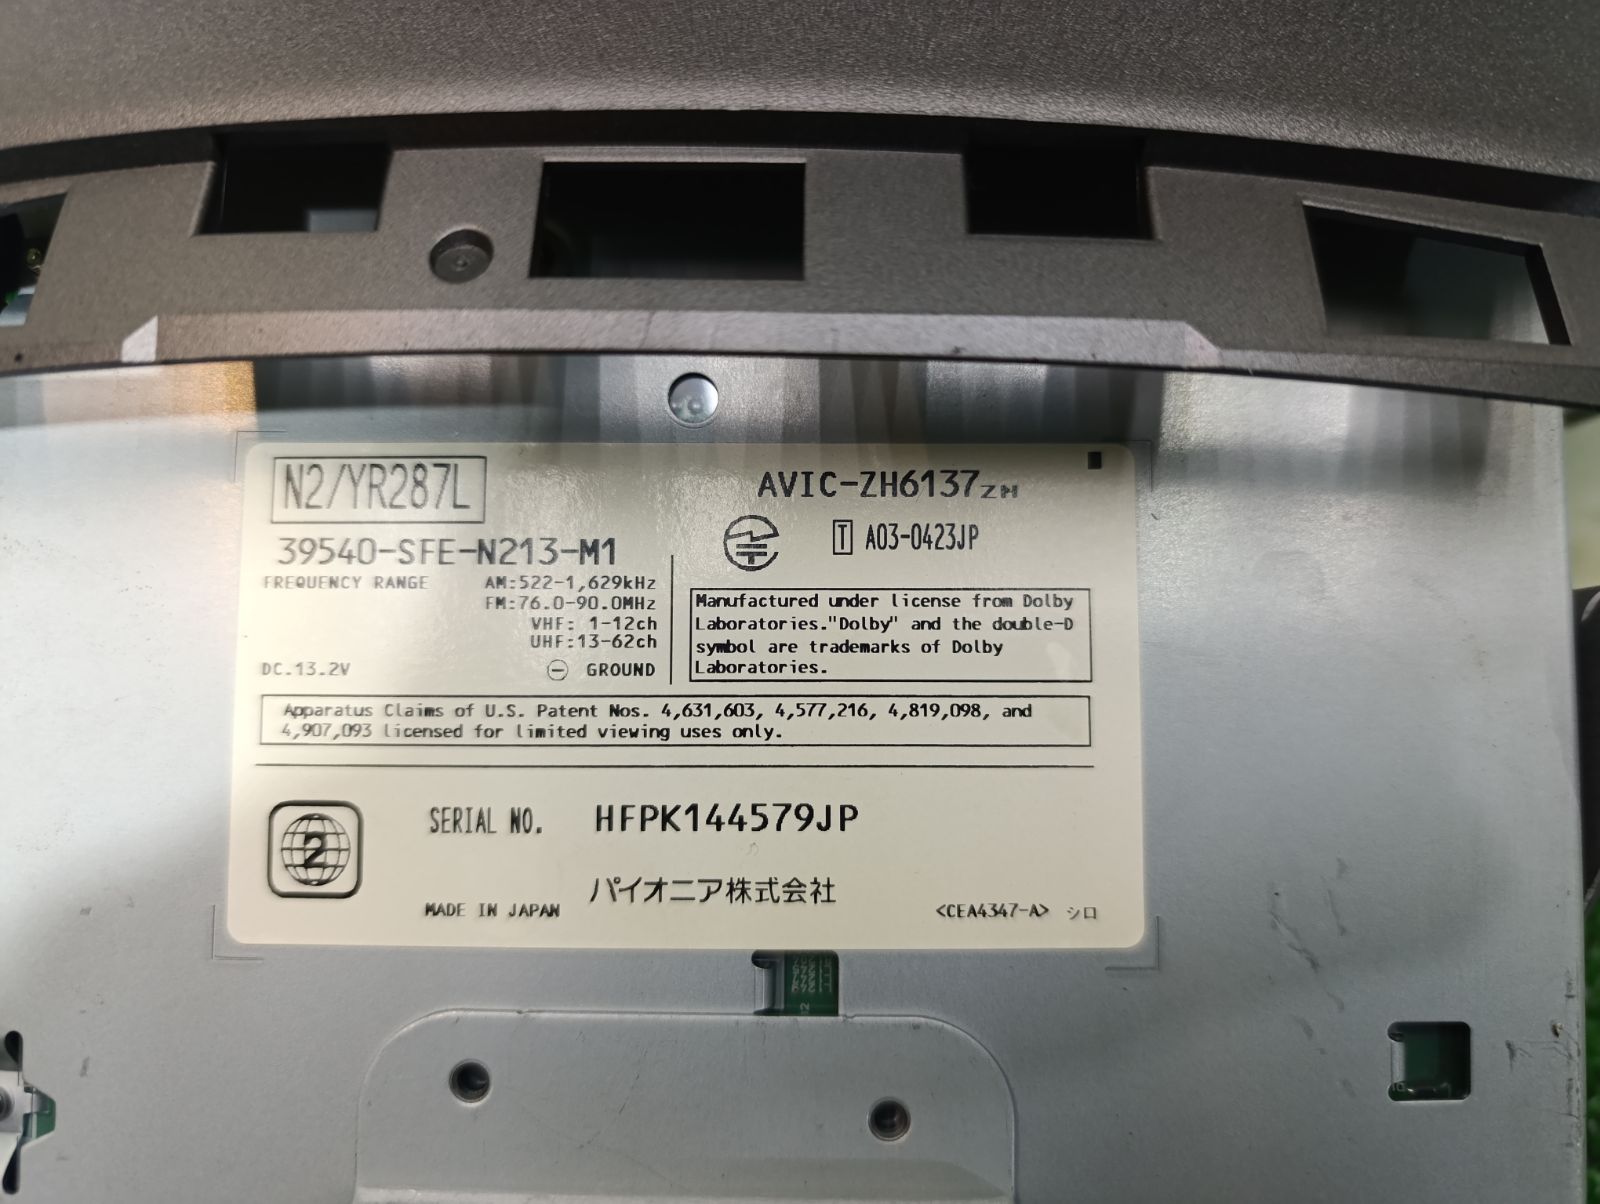 N2/YR287L
AVIC-ZH6137ZH
39540-SFE-N213-M1
T A03-0423JP
FREQUENCY RANGE AM:522-1,629kHz
FM:76.0-90.0MHz
VHF: 1-12ch
UHF:13-62ch
DC.13.2V ⊖ GROUND
Manufactured under license from Dolby
Laboratories."Dolby" and the double-D
symbol are trademarks of Dolby
Laboratories.
Apparatus Claims of U.S. Patent Nos. 4,631,603, 4,577,216, 4,819,098, and
4,907,093 licensed for limited viewing uses only.
2
SERIAL NO. HFPK144579JP
パイオニア株式会社
MADE IN JAPAN
<CEA4347-A> シロ